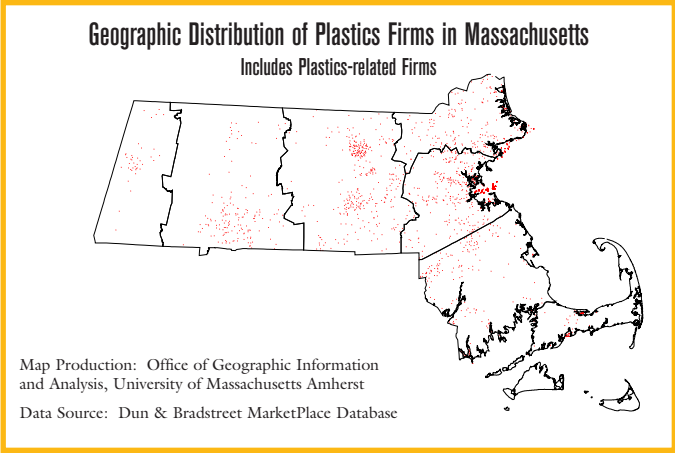 Geographic Distribution of Plastics Firms in Massachusetts
Includes Plastics-related Firms
Map Production: Office of Geographic Information
and Analysis, University of Massachusetts Amherst
Data Source: Dun & Bradstreet MarketPlace Database